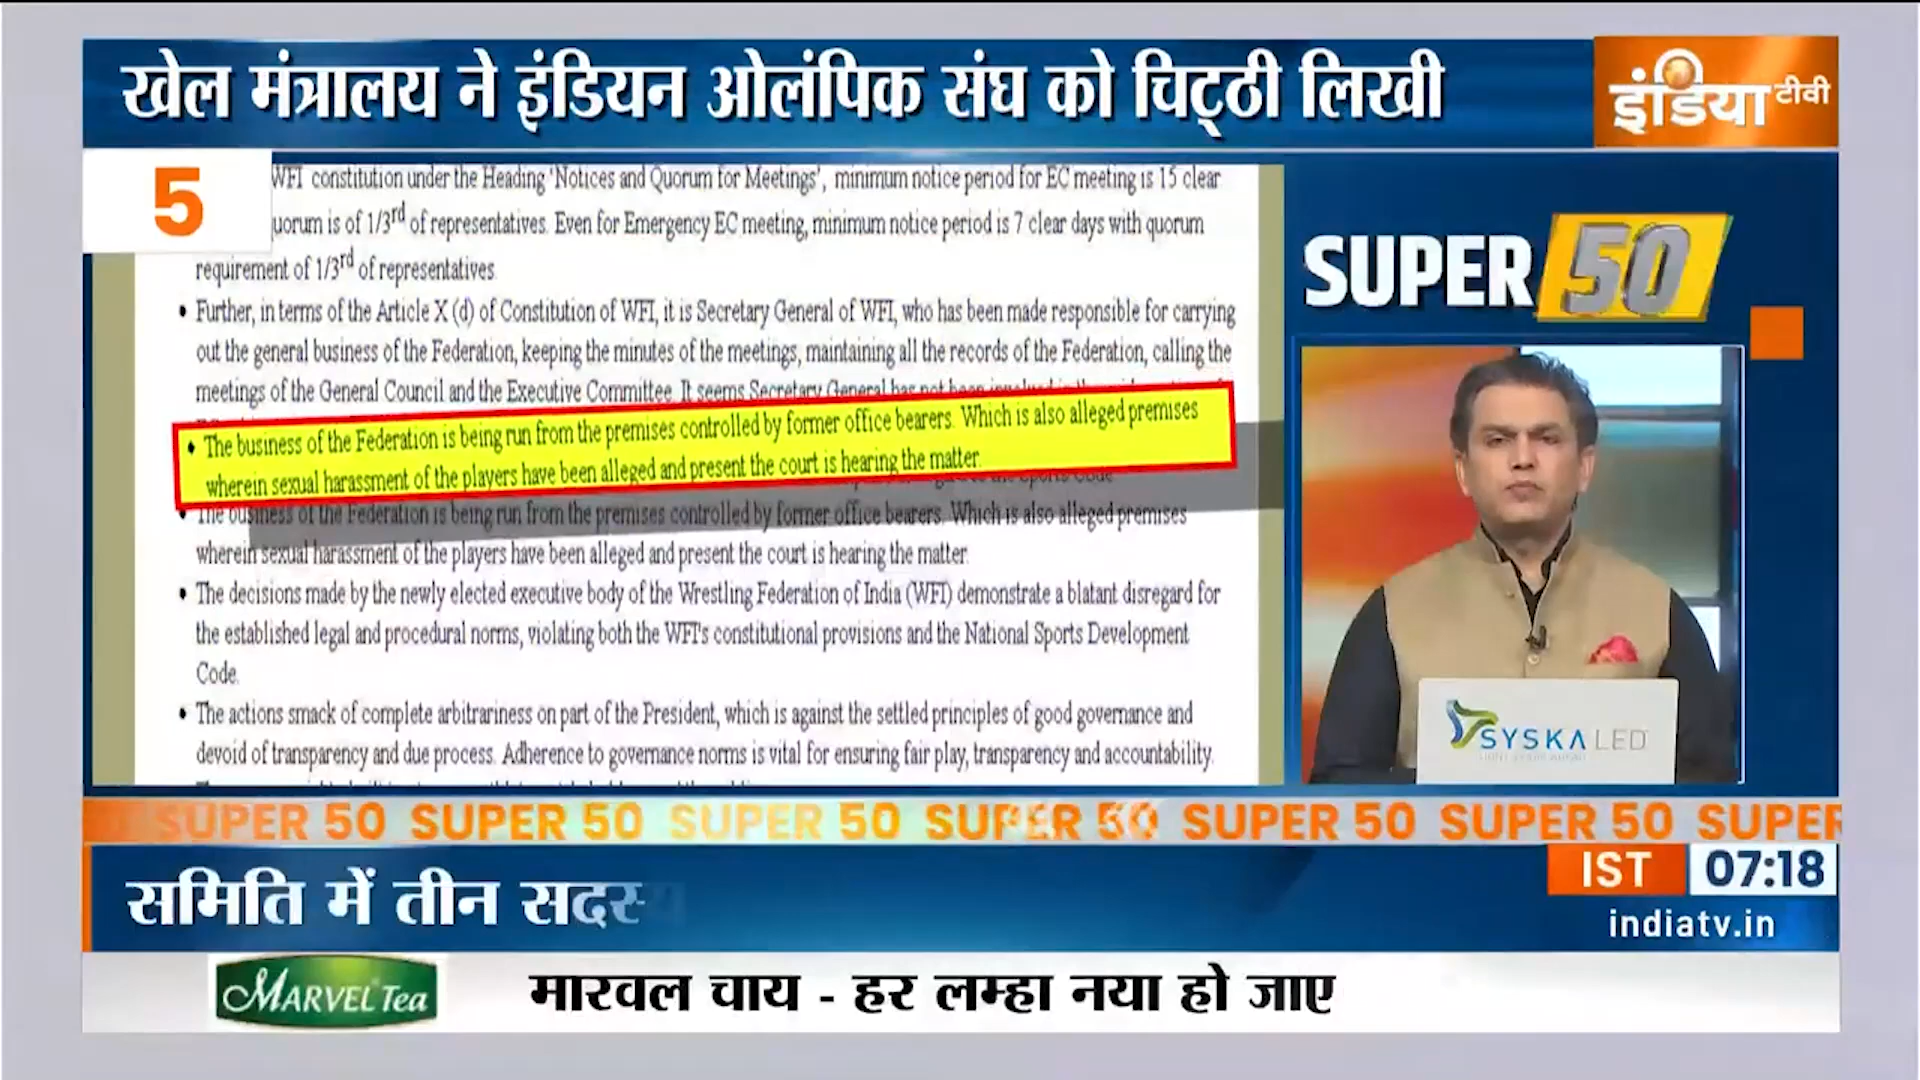 खेल मंत्रालय ने इंडियन ओलंपिक संघ को चिट्ठी लिखी
इंडिया टीवी
5
WFI constitution under the Heading 'Notices and Quorum for Meetings', minimum notice period for EC meeting is 15 clear
uorum is of 1/3rd of representatives. Even for Emergency EC meeting, minimum notice period is 7 clear days with quorum
requirement of 1/3rd of representatives.
• Further, in terms of the Article X (d) of Constitution of WFI, it is Secretary General of WFI, who has been made responsible for carrying
out the general business of the Federation, keeping the minutes of the meetings, maintaining all the records of the Federation, calling the
meetings of the General Council and the Executive Committee. It seems Secretary General has not been involved in
• The business of the Federation is being run from the premises controlled by former office bearers. Which is also alleged premises
wherein sexual harassment of the players have been alleged and present the court is hearing the matter.
Sports Code
• The business of the Federation is being run from the premises controlled by former office bearers. Which is also alleged premises
wherein sexual harassment of the players have been alleged and present the court is hearing the matter.
• The decisions made by the newly elected executive body of the Wrestling Federation of India (WFI) demonstrate a blatant disregard for
the established legal and procedural norms, violating both the WFI's constitutional provisions and the National Sports Development
Code.
• The actions smack of complete arbitrariness on part of the President, which is against the settled principles of good governance and
devoid of transparency and due process. Adherence to governance norms is vital for ensuring fair play, transparency and accountability.
SUPER 50
SYSKA LED
SUPER 50 SUPER 50 SUPER 50 SUPER 50 SUPER 50 SUPER 50 SUPER
समिति में तीन सदस्य
IST 07:18
indiatv.in
MARVEL Tea
मारवल चाय - हर लम्हा नया हो जाए